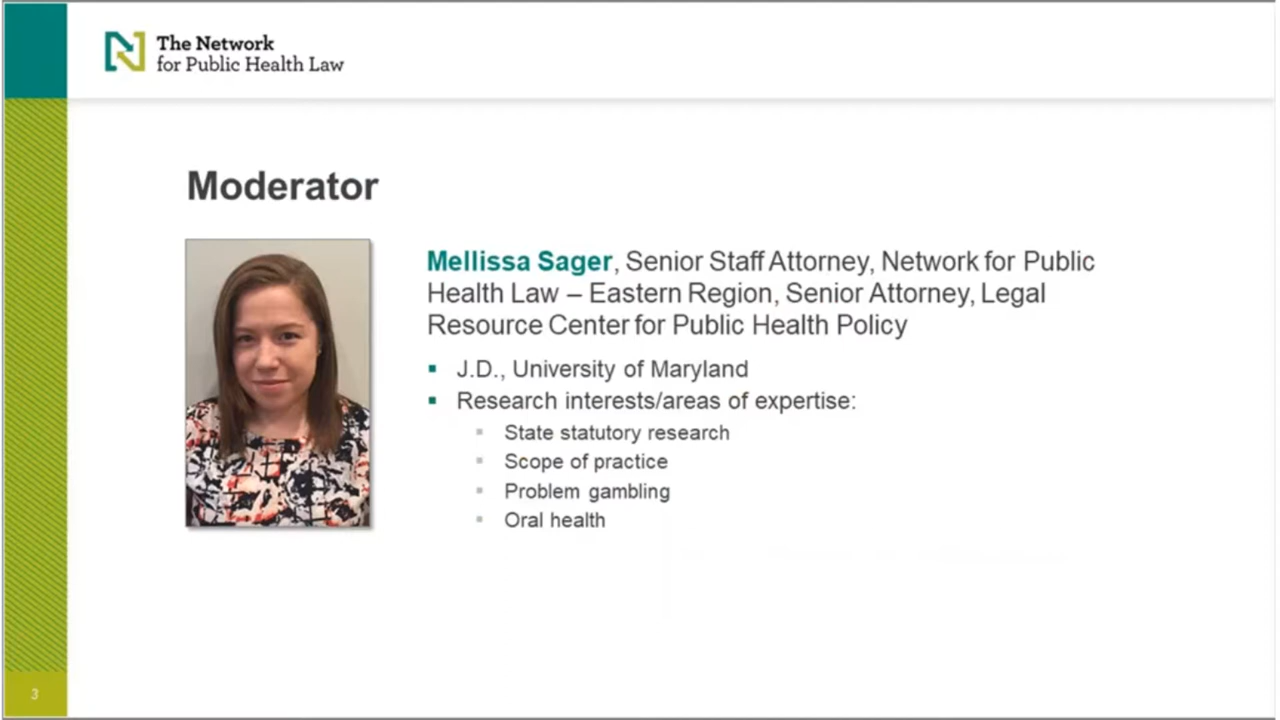 The Network
for Public Health Law
Moderator
Mellissa Sager, Senior Staff Attorney, Network for Public
Health Law – Eastern Region, Senior Attorney, Legal
Resource Center for Public Health Policy
▪ J.D., University of Maryland
▪ Research interests/areas of expertise:
▪ State statutory research
▪ Scope of practice
▪ Problem gambling
▪ Oral health
3